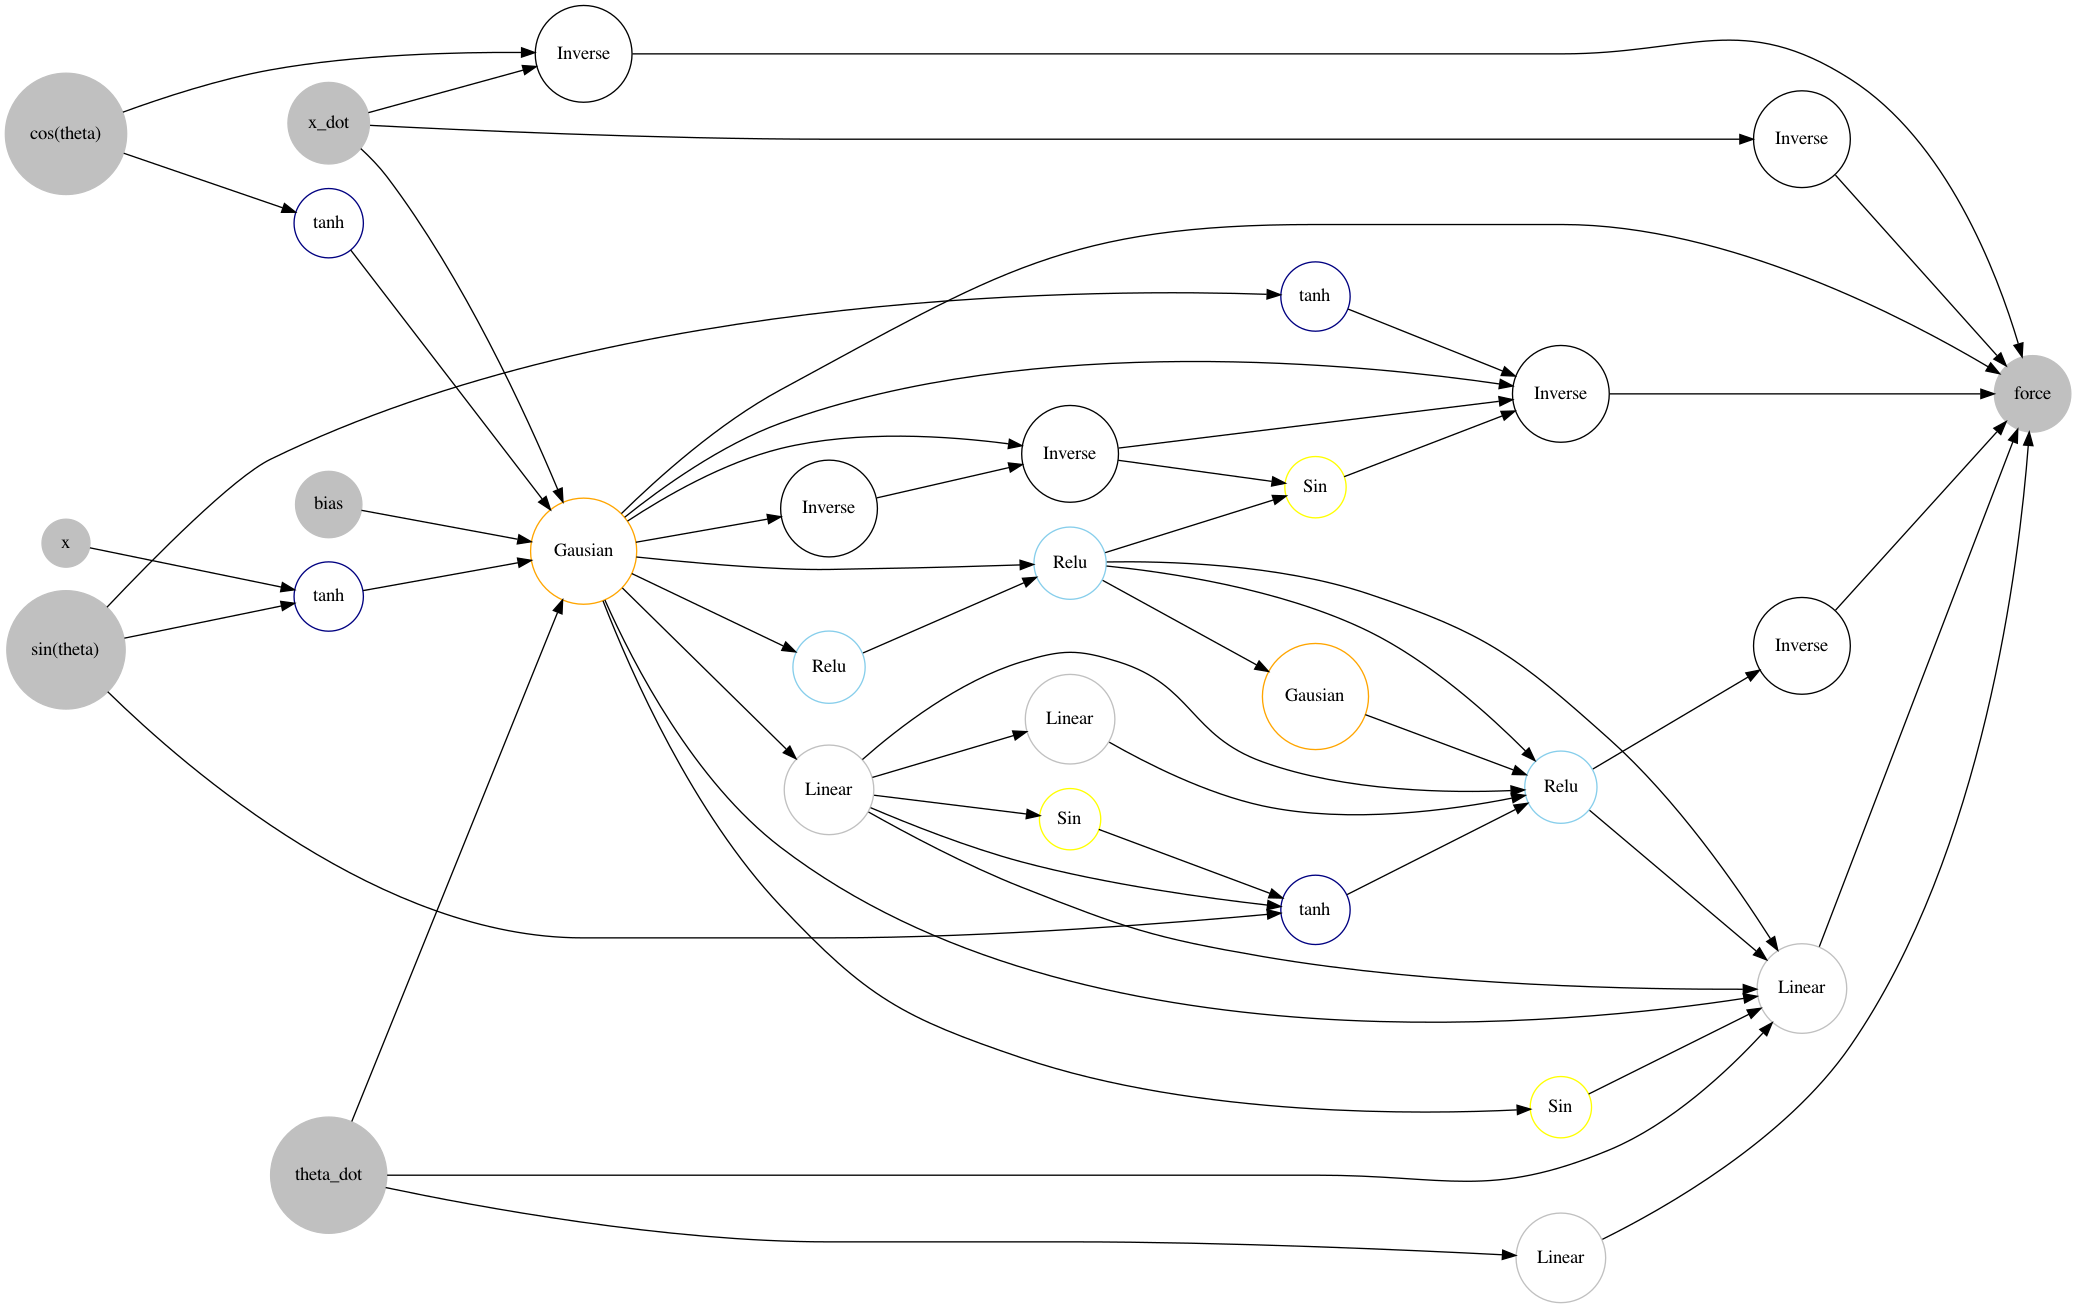 Inverse
cos(theta)
x_dot
Inverse
tanh
tanh
force
Inverse
Inverse
Sin
bias
Inverse
x
Gausian
Relu
tanh
sin(theta)
Inverse
Relu
Gausian
Linear
Linear
Relu
Sin
tanh
Linear
Sin
theta_dot
Linear